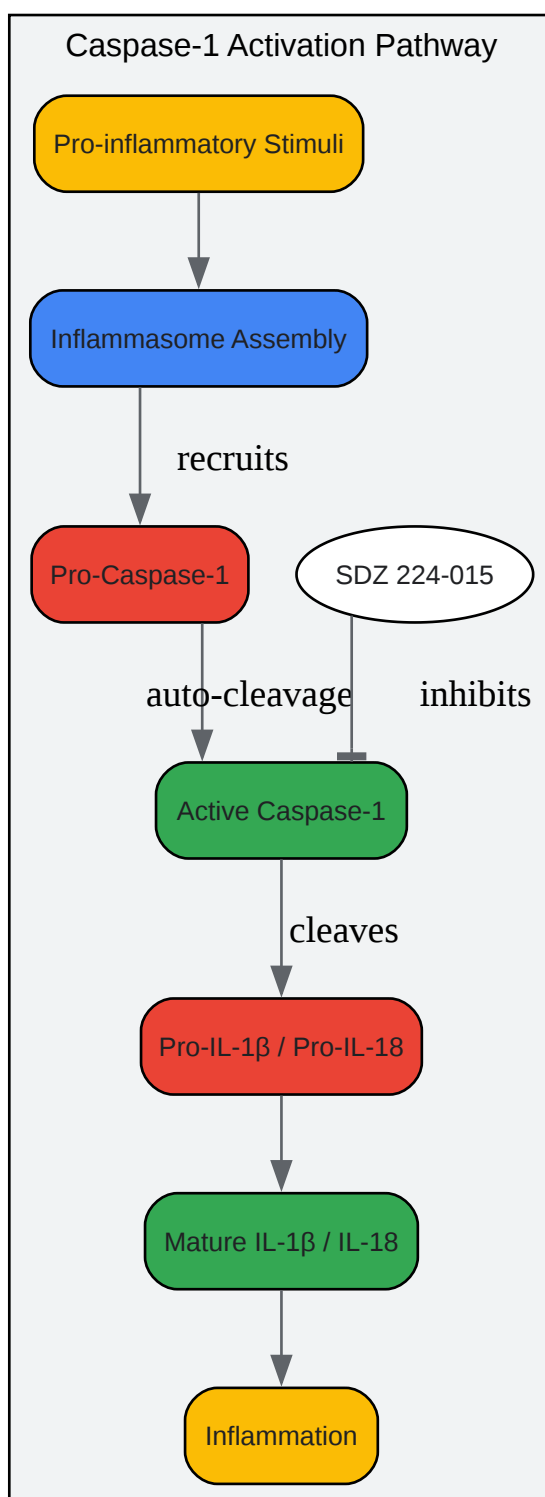 Caspase-1 Activation Pathway
Pro-inflammatory Stimuli
Inflammasome Assembly
recruits
Pro-Caspase-1
SDZ 224-015
auto-cleavage
inhibits
Active Caspase-1
cleaves
Pro-IL-1β / Pro-IL-18
Mature IL-1β / IL-18
Inflammation